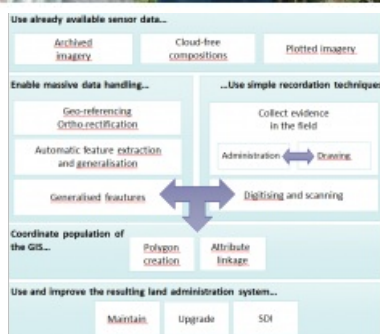 Use already available sensor data...
Archived
imagery
Cloud-free
compositions
Plotted imagery
Enable massive data handling...
...Use simple recordation techniques
Geo-referencing
Ortho-rectification
Collect evidence
in the field
Automatic feature extraction
and generalisation
Administration
Drawing
Generalised feautures
Digitising and scanning
Coordinate population of
the GIS...
Polygon
creation
Attribute
linkage
Use and improve the resulting land administration system...
Maintain
Upgrade
SDI